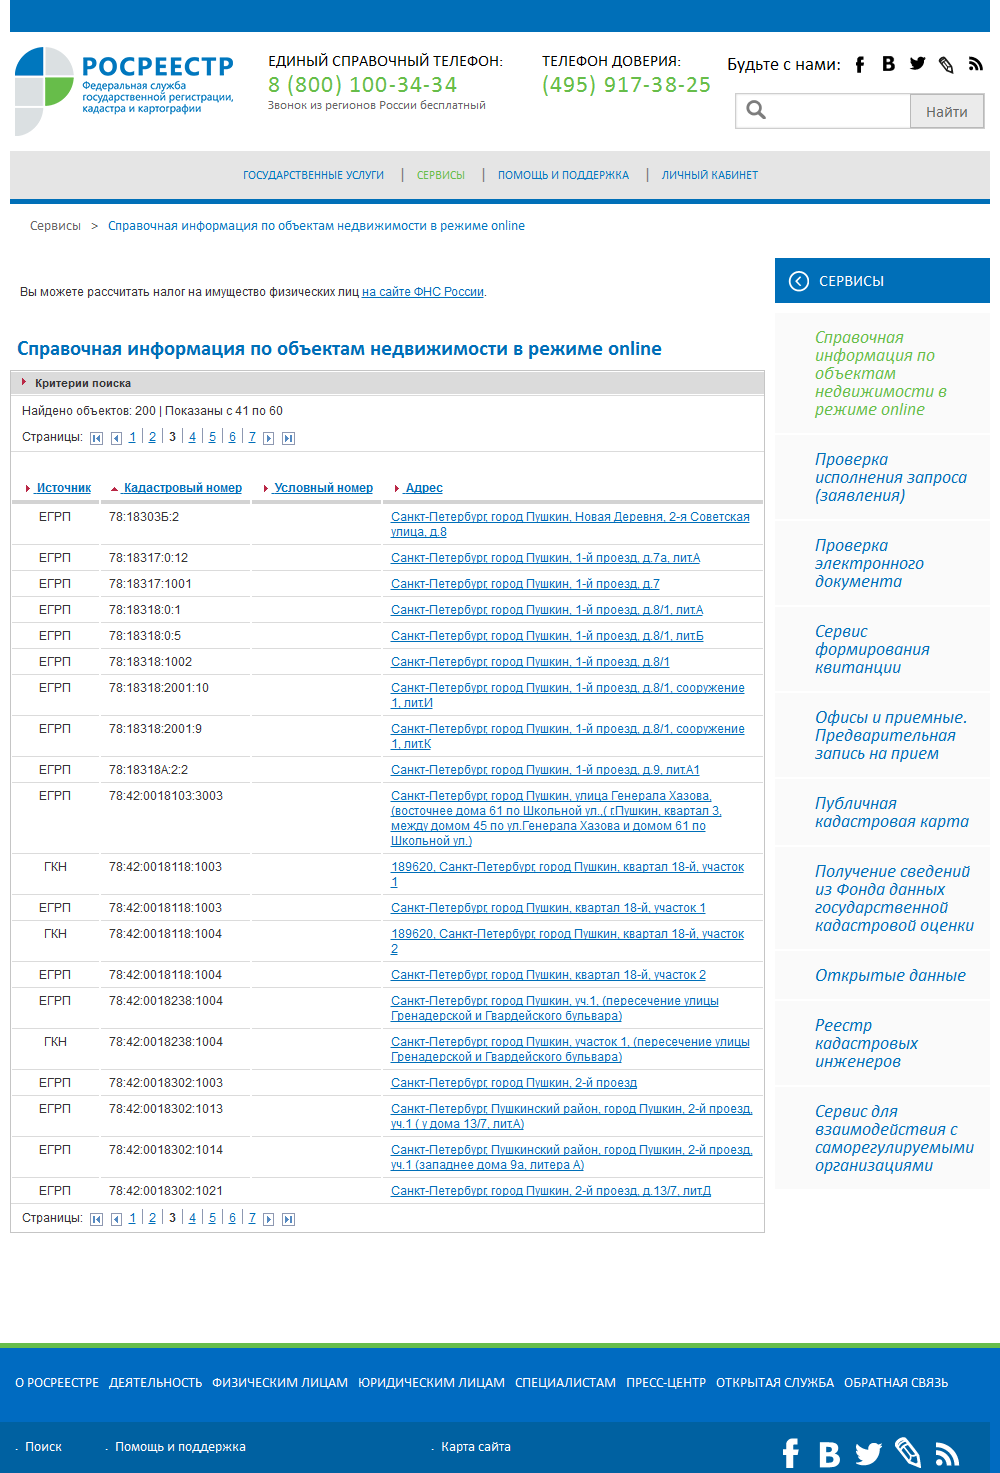 РОСРЕЕСТР
Федеральная служба
государственной регистрации,
кадастра и картографии
ЕДИНЫЙ СПРАВОЧНЫЙ ТЕЛЕФОН:
8 (800) 100-34-34
Звонок из регионов России бесплатный
ТЕЛЕФОН ДОВЕРИЯ:
(495) 917-38-25
Будьте с нами:
Найти
ГОСУДАРСТВЕННЫЕ УСЛУГИ | СЕРВИСЫ | ПОМОЩЬ И ПОДДЕРЖКА | ЛИЧНЫЙ КАБИНЕТ
Сервисы > Справочная информация по объектам недвижимости в режиме online
Вы можете рассчитать налог на имущество физических лиц на сайте ФНС России.
Справочная информация по объектам недвижимости в режиме online
Критерии поиска
Найдено объектов: 200 | Показаны с 41 по 60
Страницы: 1 | 2 | 3 | 4 | 5 | 6 | 7
Источник Кадастровый номер Условный номер Адрес
ЕГРП 78:18303Б:2 Санкт-Петербург, город Пушкин, Новая Деревня, 2-я Советская
улица, д.8
ЕГРП 78:18317:0:12 Санкт-Петербург, город Пушкин, 1-й проезд, д.7а, лит.А
ЕГРП 78:18317:1001 Санкт-Петербург, город Пушкин, 1-й проезд, д.7
ЕГРП 78:18318:0:1 Санкт-Петербург, город Пушкин, 1-й проезд, д.8/1, лит.А
ЕГРП 78:18318:0:5 Санкт-Петербург, город Пушкин, 1-й проезд, д.8/1, лит.Б
ЕГРП 78:18318:1002 Санкт-Петербург, город Пушкин, 1-й проезд, д.8/1
ЕГРП 78:18318:2001:10 Санкт-Петербург, город Пушкин, 1-й проезд, д.8/1, сооружение
1, лит.И
ЕГРП 78:18318:2001:9 Санкт-Петербург, город Пушкин, 1-й проезд, д.8/1, сооружение
1, лит.К
ЕГРП 78:18318А:2:2 Санкт-Петербург, город Пушкин, 1-й проезд, д.9, лит.А1
ЕГРП 78:42:0018103:3003 Санкт-Петербург, город Пушкин, улица Генерала Хазова,
(восточнее дома 61 по Школьной ул.,( г.Пушкин, квартал 3,
между домом 45 по ул.Генерала Хазова и домом 61 по
Школьной ул.)
ГКН 78:42:0018118:1003 189620, Санкт-Петербург, город Пушкин, квартал 18-й, участок
1
ЕГРП 78:42:0018118:1003 Санкт-Петербург, город Пушкин, квартал 18-й, участок 1
ГКН 78:42:0018118:1004 189620, Санкт-Петербург, город Пушкин, квартал 18-й, участок
2
ЕГРП 78:42:0018118:1004 Санкт-Петербург, город Пушкин, квартал 18-й, участок 2
ЕГРП 78:42:0018238:1004 Санкт-Петербург, город Пушкин, уч.1, (пересечение улицы
Гренадерской и Гвардейского бульвара)
ГКН 78:42:0018238:1004 Санкт-Петербург, город Пушкин, участок 1, (пересечение улицы
Гренадерской и Гвардейского бульвара)
ЕГРП 78:42:0018302:1003 Санкт-Петербург, город Пушкин, 2-й проезд
ЕГРП 78:42:0018302:1013 Санкт-Петербург, Пушкинский район, город Пушкин, 2-й проезд,
уч.1 ( у дома 13/7, лит.А)
ЕГРП 78:42:0018302:1014 Санкт-Петербург, Пушкинский район, город Пушкин, 2-й проезд,
уч.1 (западнее дома 9а, литера А)
ЕГРП 78:42:0018302:1021 Санкт-Петербург, город Пушкин, 2-й проезд, д.13/7, лит.Д
Страницы: 1 | 2 | 3 | 4 | 5 | 6 | 7
СЕРВИСЫ
Справочная
информация по
объектам
недвижимости в
режиме online
Проверка
исполнения запроса
(заявления)
Проверка
электронного
документа
Сервис
формирования
квитанции
Офисы и приемные.
Предварительная
запись на прием
Публичная
кадастровая карта
Получение сведений
из Фонда данных
государственной
кадастровой оценки
Открытые данные
Реестр
кадастровых
инженеров
Сервис для
взаимодействия с
саморегулируемыми
организациями
О РОСРЕЕСТРЕ ДЕЯТЕЛЬНОСТЬ ФИЗИЧЕСКИМ ЛИЦАМ ЮРИДИЧЕСКИМ ЛИЦАМ СПЕЦИАЛИСТАМ ПРЕСС-ЦЕНТР ОТКРЫТАЯ СЛУЖБА ОБРАТНАЯ СВЯЗЬ
- Поиск - Помощь и поддержка - Карта сайта